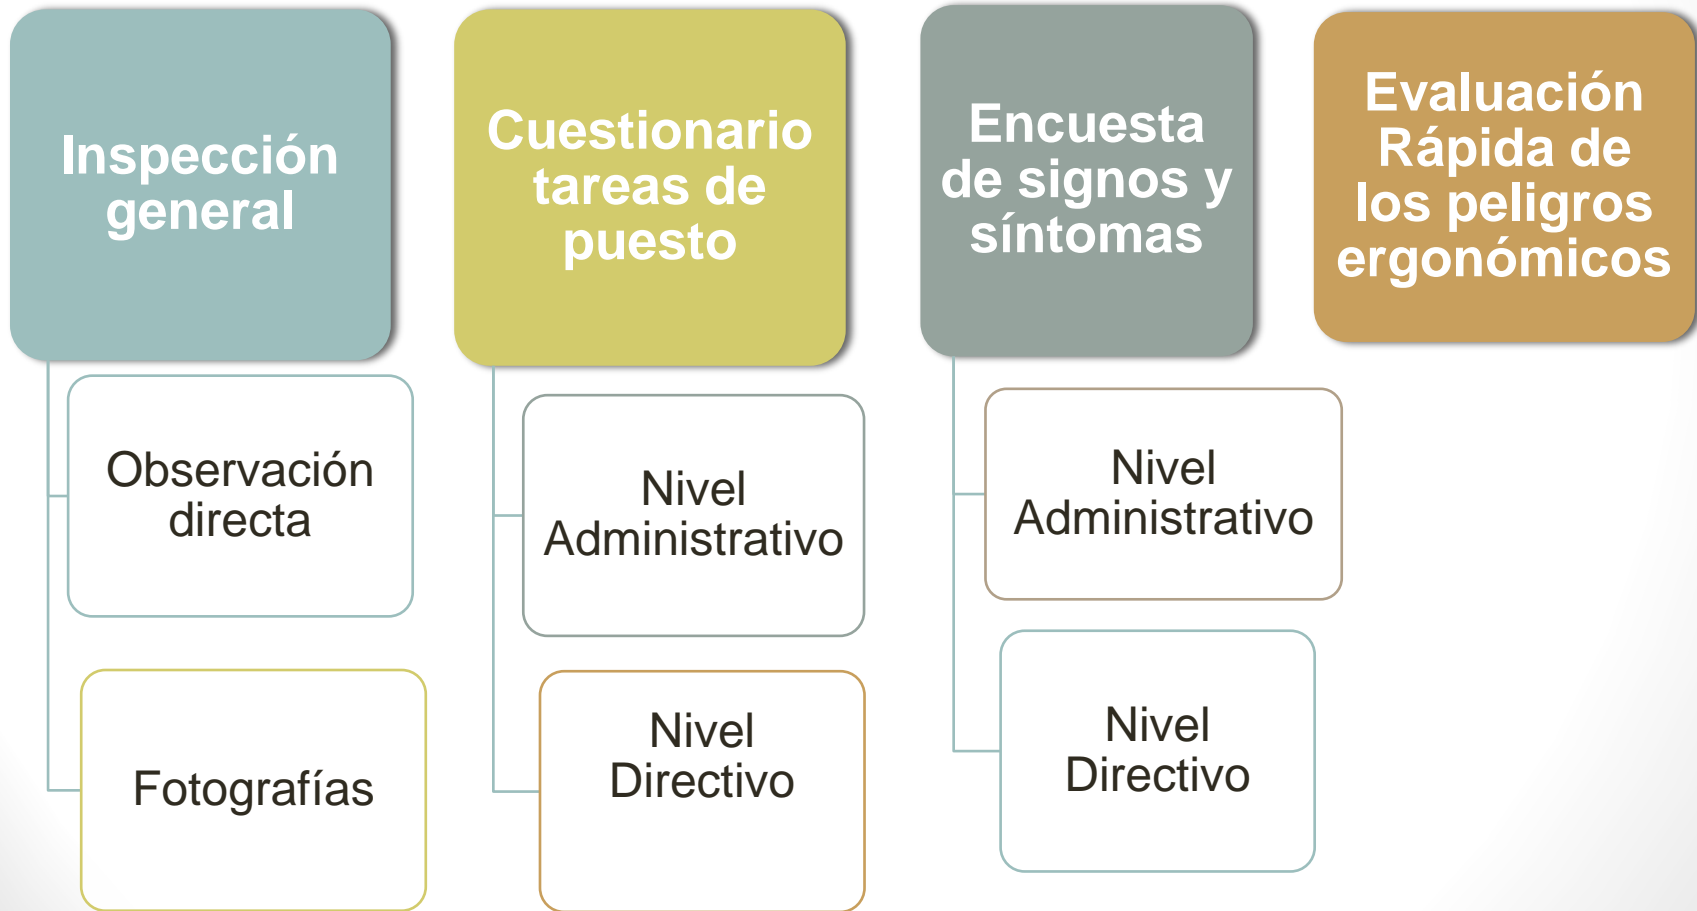 Inspección
general
Observación
directa
Fotografías
Cuestionario
tareas de
puesto
Nivel
Administrativo
Nivel
Directivo
Encuesta
de signos y
síntomas
Nivel
Administrativo
Nivel
Directivo
Evaluación
Rápida de
los peligros
ergonómicos